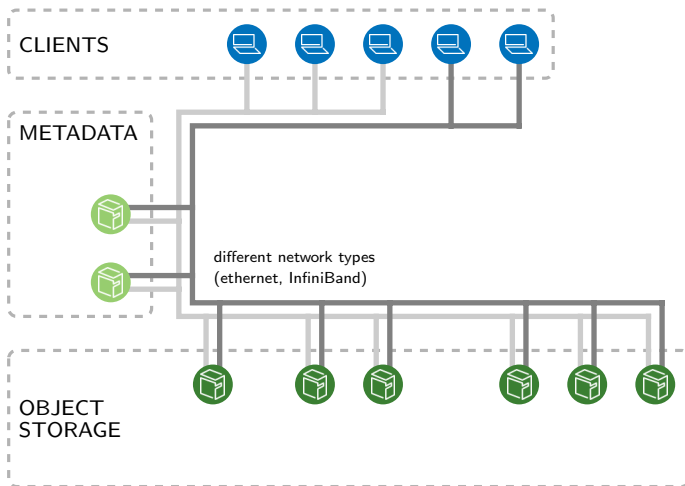 CLIENTS
METADATA
different network types
(ethernet, InfiniBand)
OBJECT
STORAGE